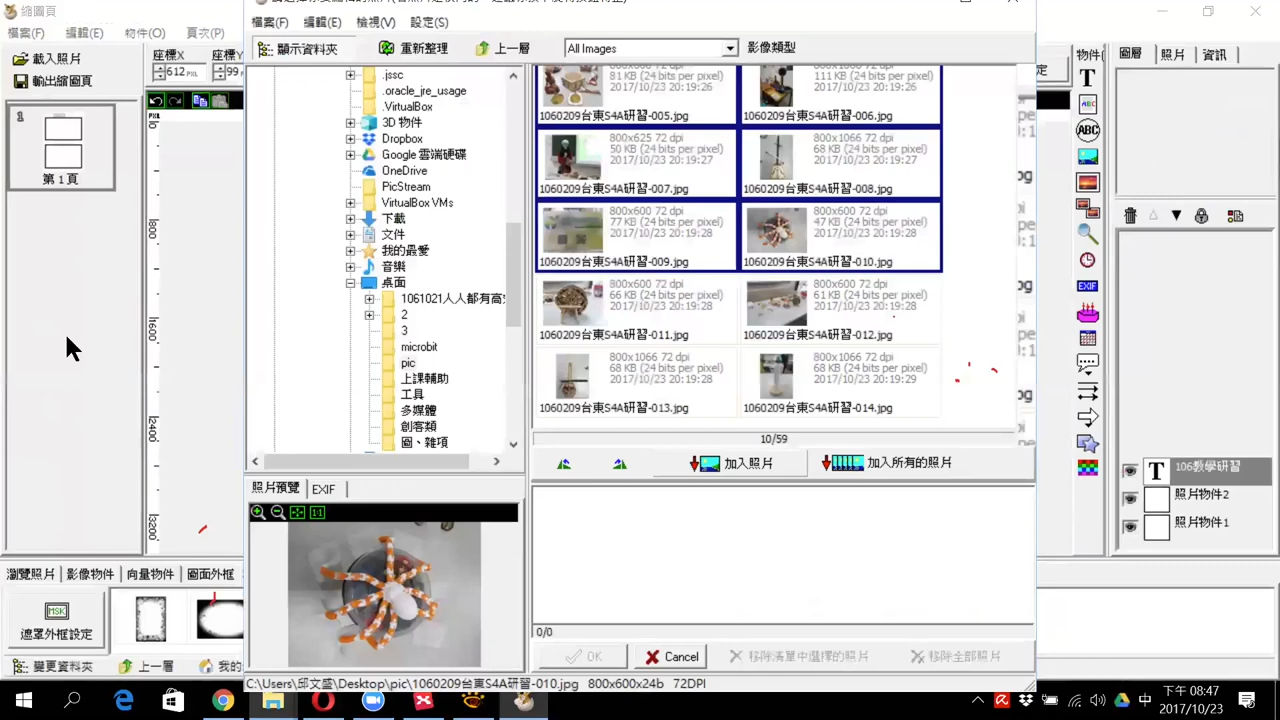 縮圖頁
檔案(F) 編輯(E) 物件(O) 頁次(P)
載入照片
輸出縮圖頁
座標X 座標Y
612 PXL 99
PXL
1
第 1 頁
0
800
1600
2400
3200
檔案(F) 編輯(E) 檢視(V) 設定(S)
顯示資料夾 重新整理 上一層 All Images 影像類型
.jssc
.oracle_jre_usage
.VirtualBox
3D 物件
Dropbox
Google 雲端硬碟
OneDrive
PicStream
VirtualBox VMs
下載
文件
我的最愛
音樂
桌面
1061021人人都有高
2
3
microbit
pic
上課輔助
工具
多媒體
創客類
圖、雜項
800x600 72 dpi
81 KB (24 bits per pixel)
2017/10/23 20:19:26
1060209台東S4A研習-005.jpg
111 KB (24 bits per pixel)
2017/10/23 20:19:26
1060209台東S4A研習-006.jpg
800x625 72 dpi
50 KB (24 bits per pixel)
2017/10/23 20:19:27
1060209台東S4A研習-007.jpg
800x1066 72 dpi
68 KB (24 bits per pixel)
2017/10/23 20:19:27
1060209台東S4A研習-008.jpg
800x600 72 dpi
77 KB (24 bits per pixel)
2017/10/23 20:19:28
1060209台東S4A研習-009.jpg
800x600 72 dpi
47 KB (24 bits per pixel)
2017/10/23 20:19:28
1060209台東S4A研習-010.jpg
800x600 72 dpi
66 KB (24 bits per pixel)
2017/10/23 20:19:28
1060209台東S4A研習-011.jpg
800x600 72 dpi
61 KB (24 bits per pixel)
2017/10/23 20:19:28
1060209台東S4A研習-012.jpg
800x1066 72 dpi
68 KB (24 bits per pixel)
2017/10/23 20:19:28
1060209台東S4A研習-013.jpg
800x1066 72 dpi
68 KB (24 bits per pixel)
2017/10/23 20:19:29
1060209台東S4A研習-014.jpg
10/59
加入照片 加入所有的照片
照片預覽 EXIF
1:1
0/0
OK Cancel 移除清單中選擇的照片 移除全部照片
C:\Users\邱文盛\Desktop\pic\1060209台東S4A研習-010.jpg 800x600x24b 72DPI
定
物件
T
ABC
ABC
EXIF
圖層 照片 資訊
T 106教學研習
照片物件2
照片物件1
瀏覽照片 影像物件 向量物件 圖面外框
MSK
遮罩外框設定
變更資料夾 上一層 我的
中
下午 08:47
2017/10/23